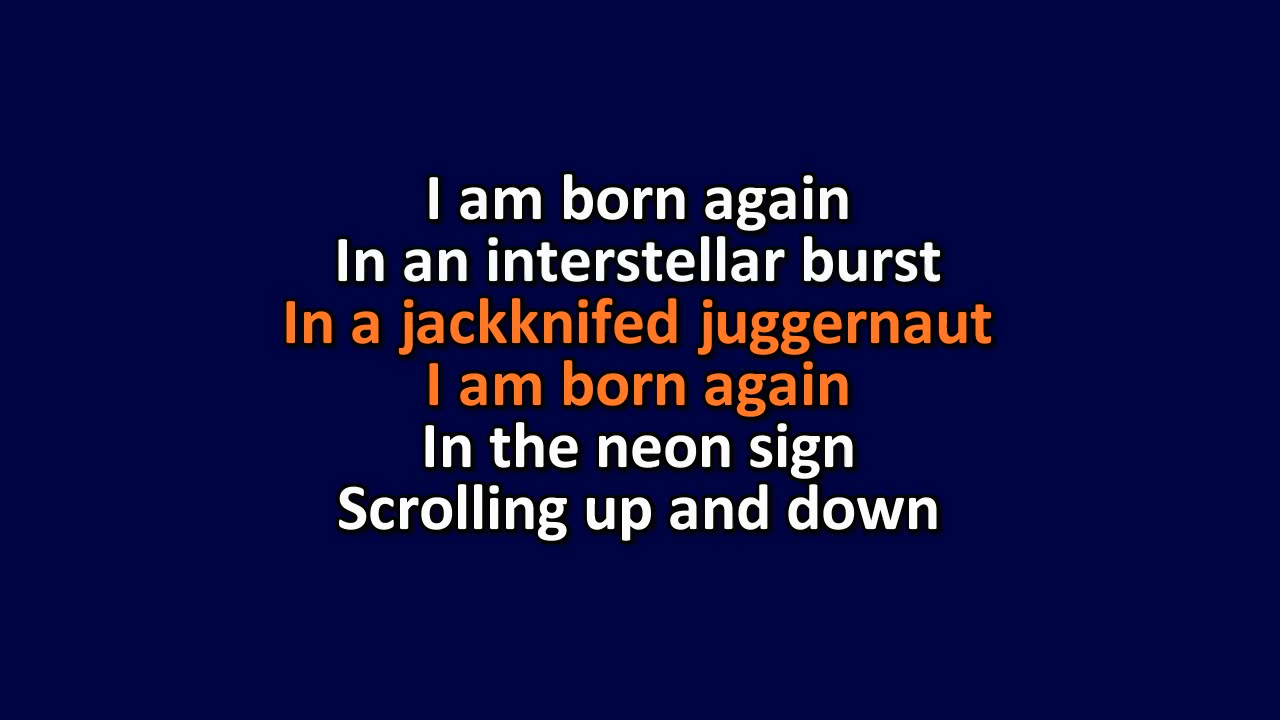 I am born again
In an interstellar burst
In a jackknifed juggernaut
I am born again
In the neon sign
Scrolling up and down